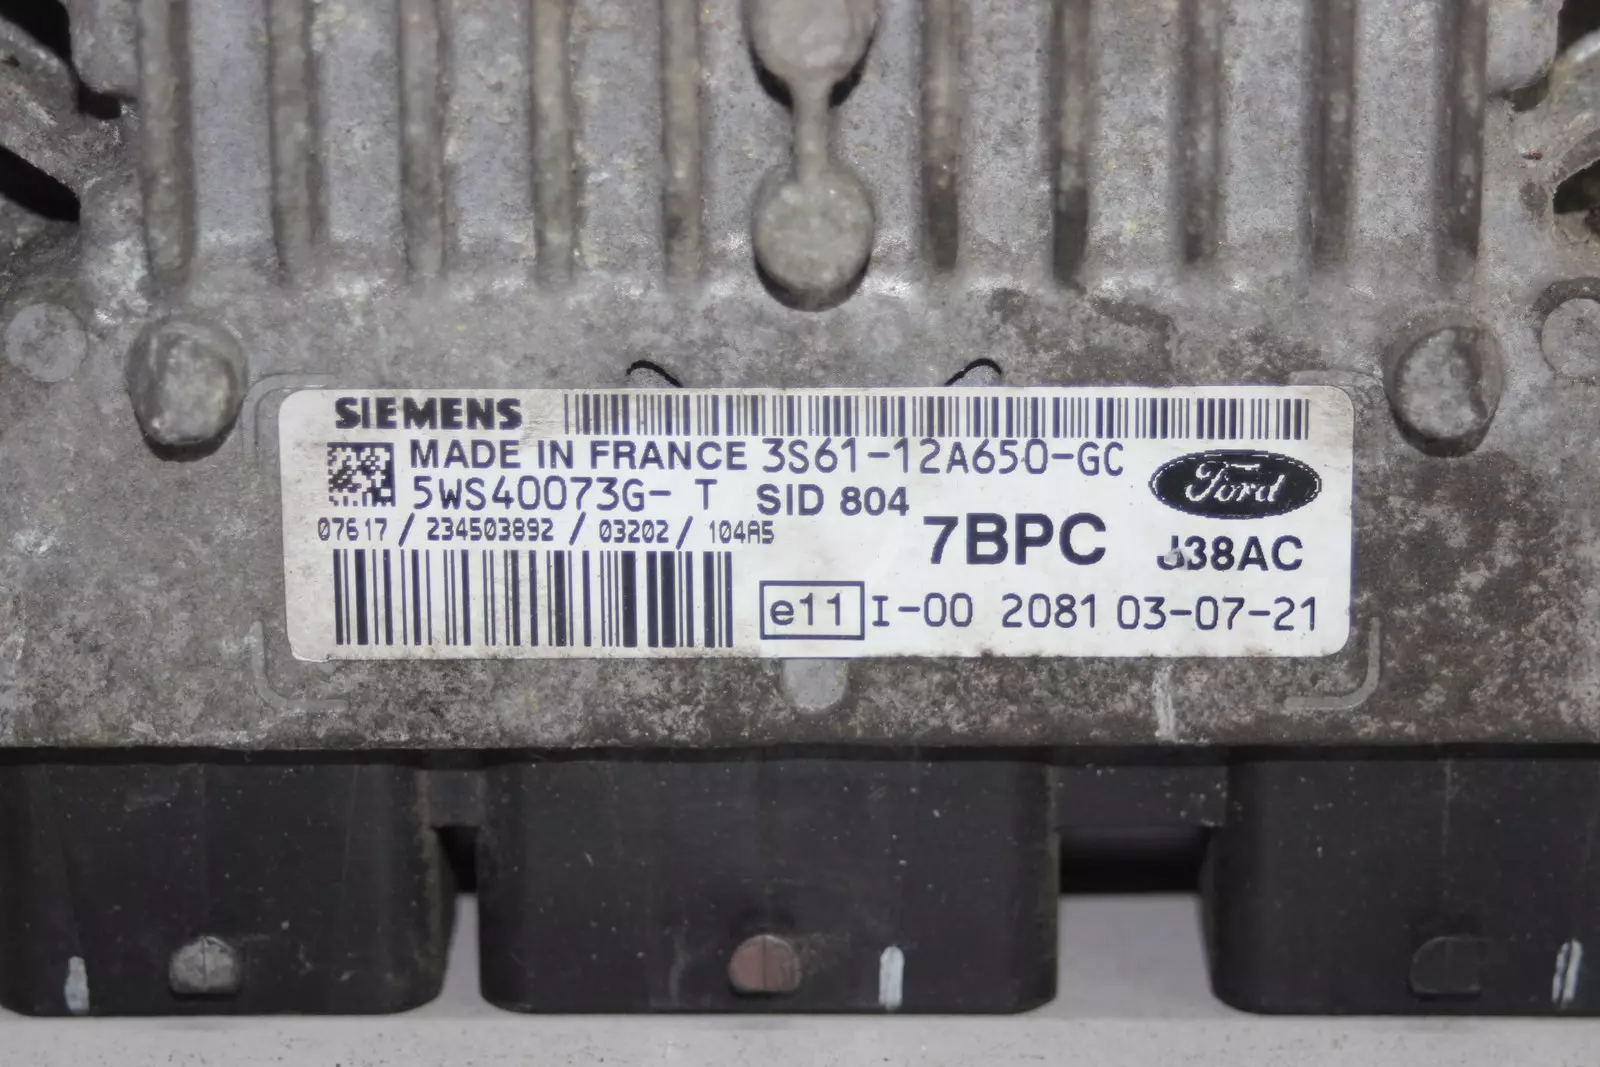 SIEMENS
MADE IN FRANCE 3S61-12A650-GC
5WS40073G- T SID 804
Ford
07617 / 234503892 / 03202 / 104A5
7BPC J38AC
e11 I-00 2081 03-07-21